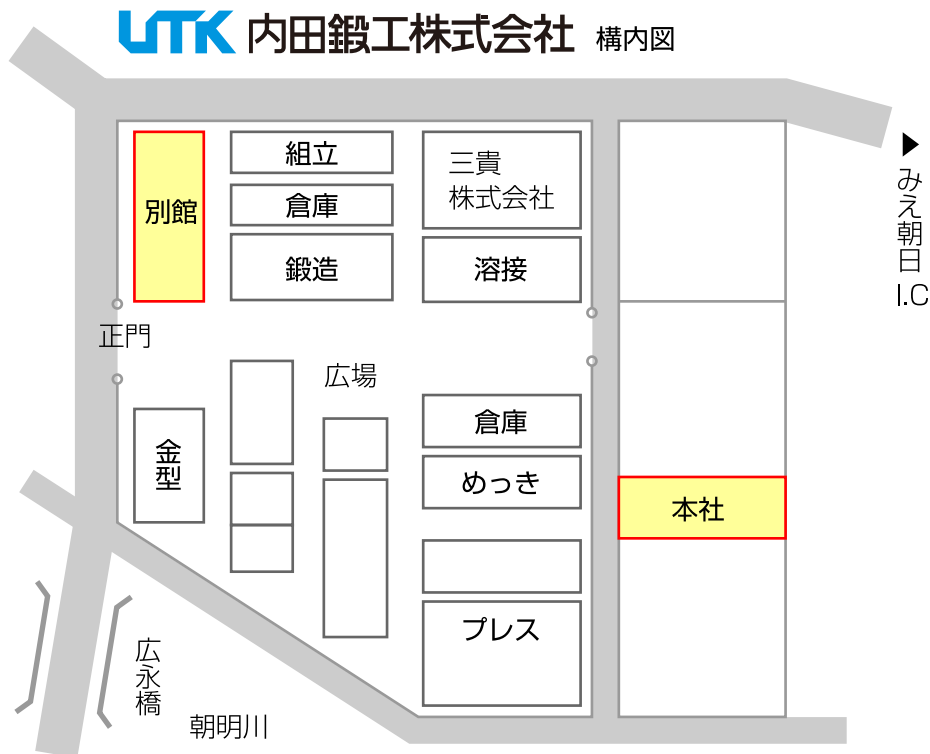 UTK 内田鍛工株式会社 構内図
別館
組立
倉庫
鍛造
三貴
株式会社
溶接
▶みえ朝日I.C
正門
広場
金型
倉庫
めっき
本社
プレス
広永橋
朝明川